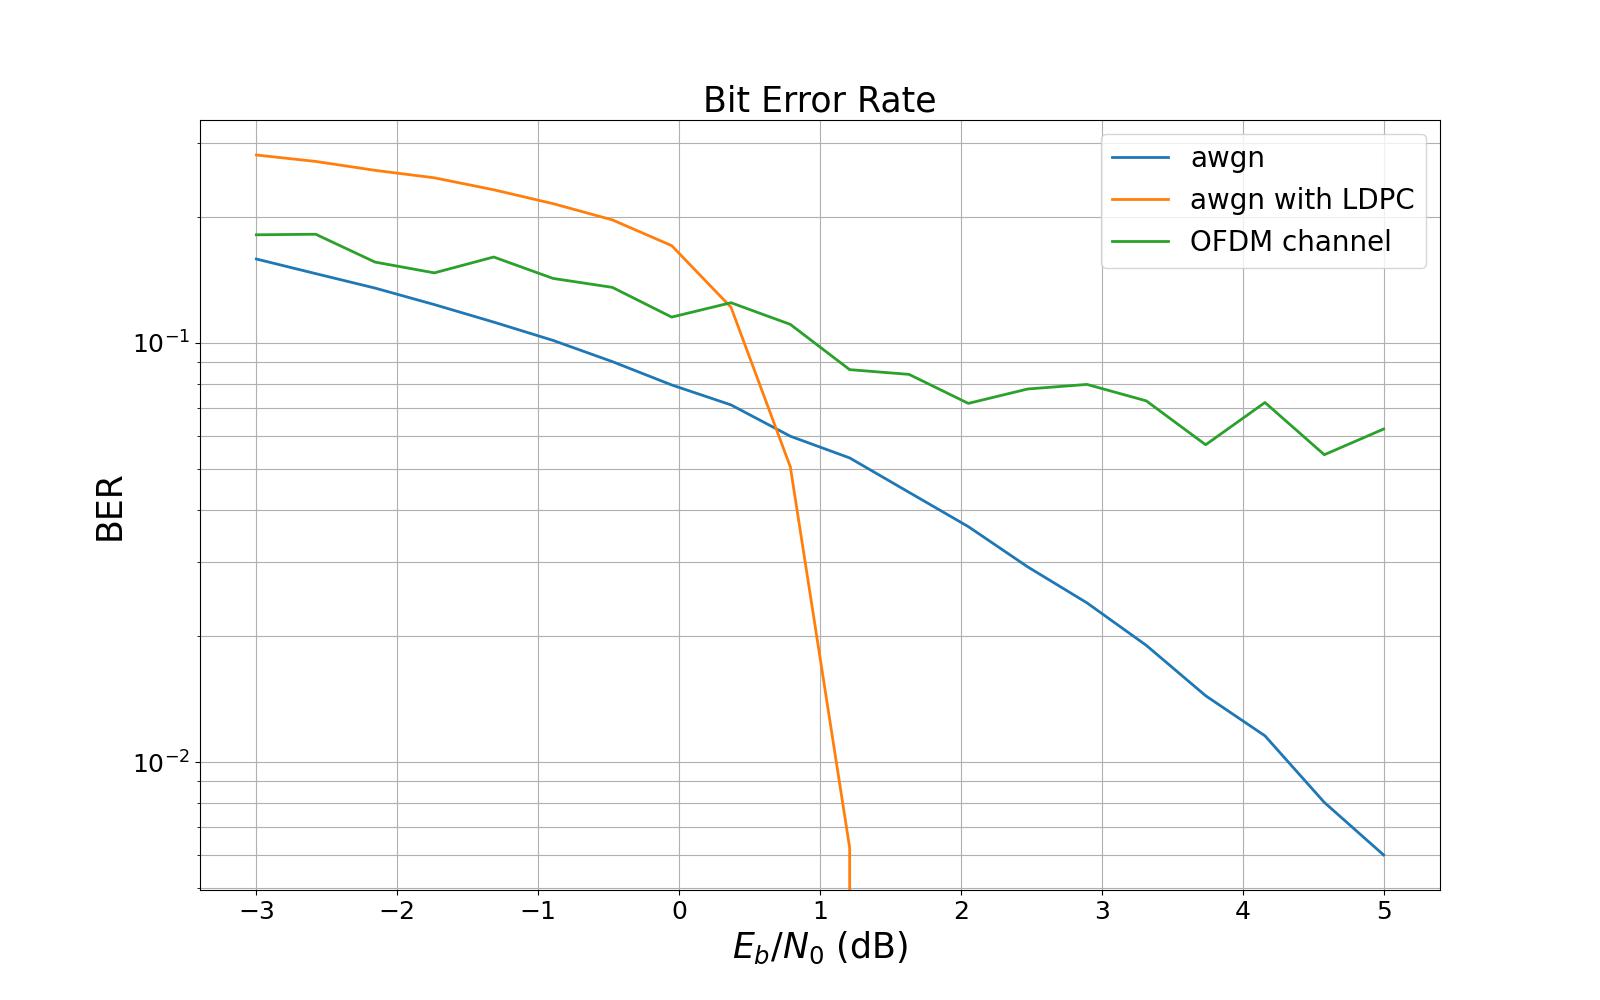 Bit Error Rate
awgn
awgn with LDPC
OFDM channel
10⁻¹
10⁻²
BER
−3 −2 −1 0 1 2 3 4 5
E_b/N_0 (dB)